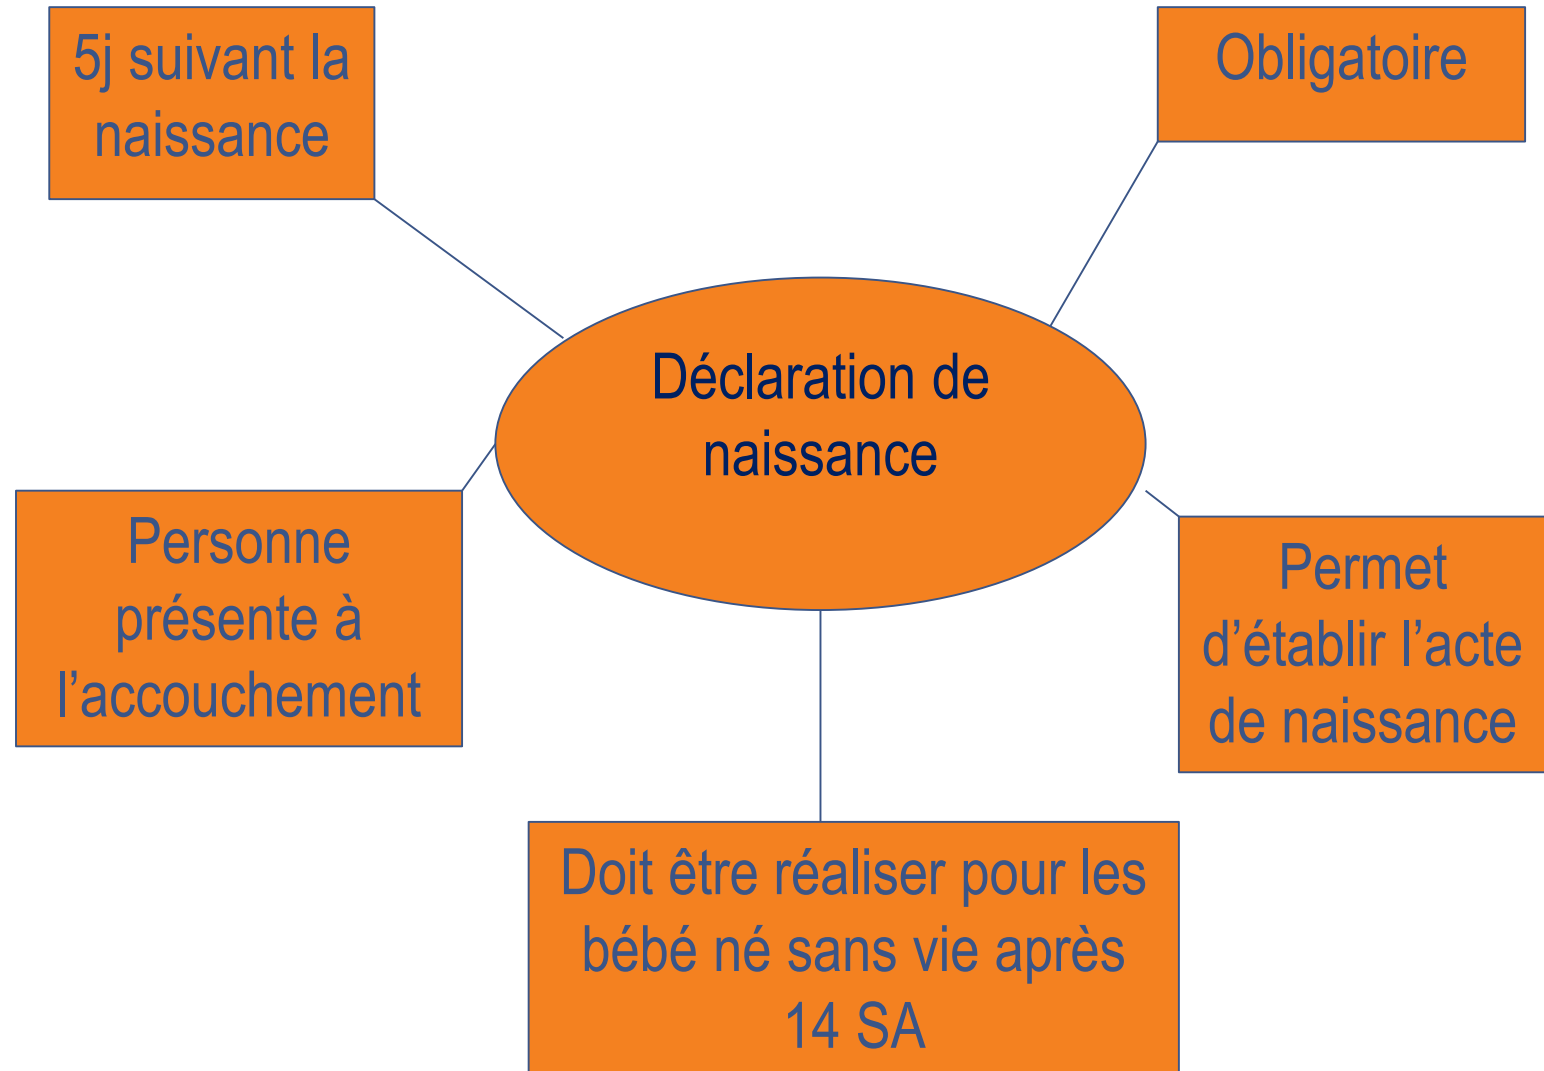 5j suivant la
naissance
Obligatoire
Déclaration de
naissance
Personne
présente à
l’accouchement
Permet
d’établir l’acte
de naissance
Doit être réaliser pour les
bébé né sans vie après
14 SA